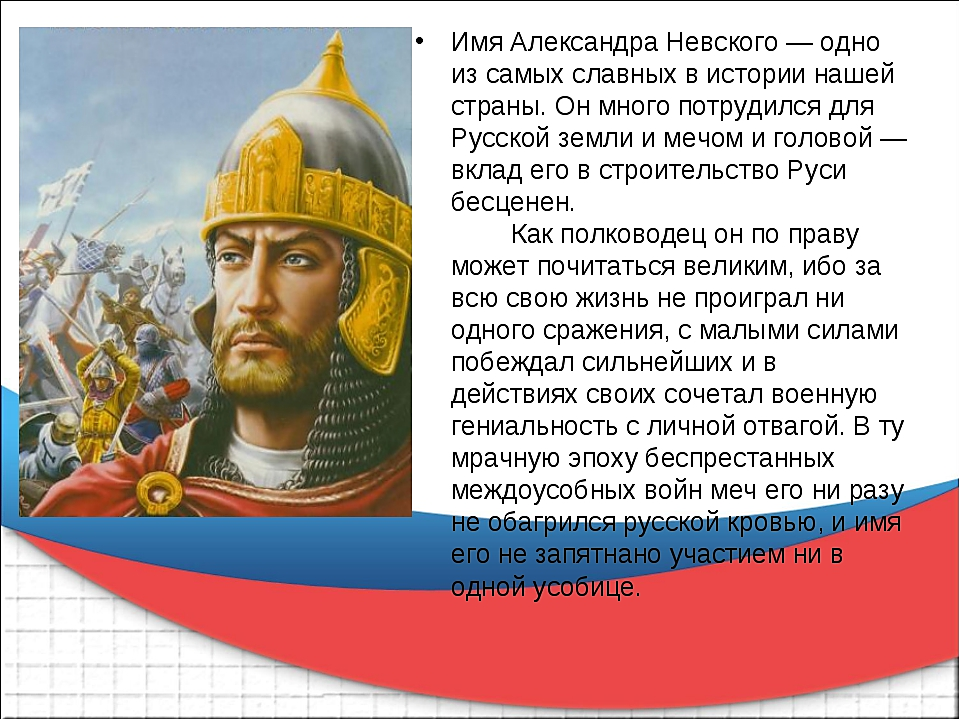 • Имя Александра Невского — одно
из самых славных в истории нашей
страны. Он много потрудился для
Русской земли и мечом и головой —
вклад его в строительство Руси
бесценен.
Как полководец он по праву
может почитаться великим, ибо за
всю свою жизнь не проиграл ни
одного сражения, с малыми силами
побеждал сильнейших и в
действиях своих сочетал военную
гениальность с личной отвагой. В ту
мрачную эпоху беспрестанных
междоусобных войн меч его ни разу
не обагрился русской кровью, и имя
его не запятнано участием ни в
одной усобице.